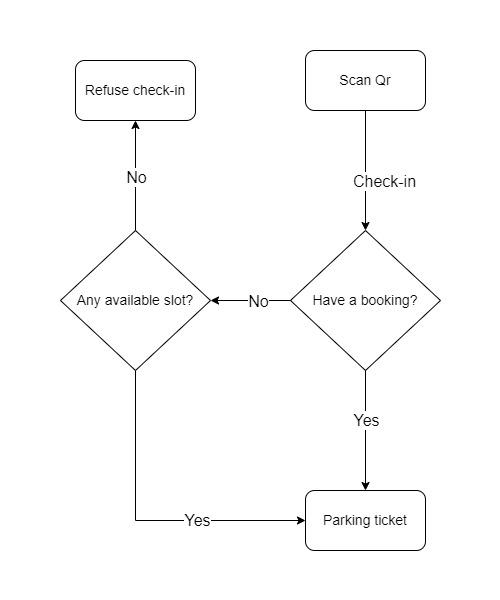 Refuse check-in
Scan Qr
No
Check-in
Any available slot?
No
Have a booking?
Yes
Yes
Parking ticket